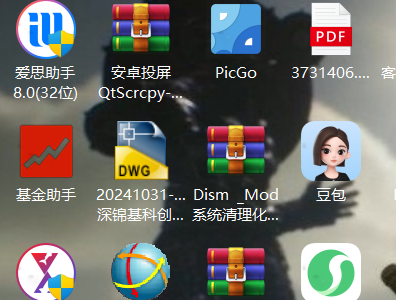 爱思助手
8.0(32位)
安卓投屏
QtScrcpy-...
PicGo
PDF
3731406....
客
基金助手
DWG
20241031-...
深锦基科创...
Dism _Mod
系统清理化...
豆包